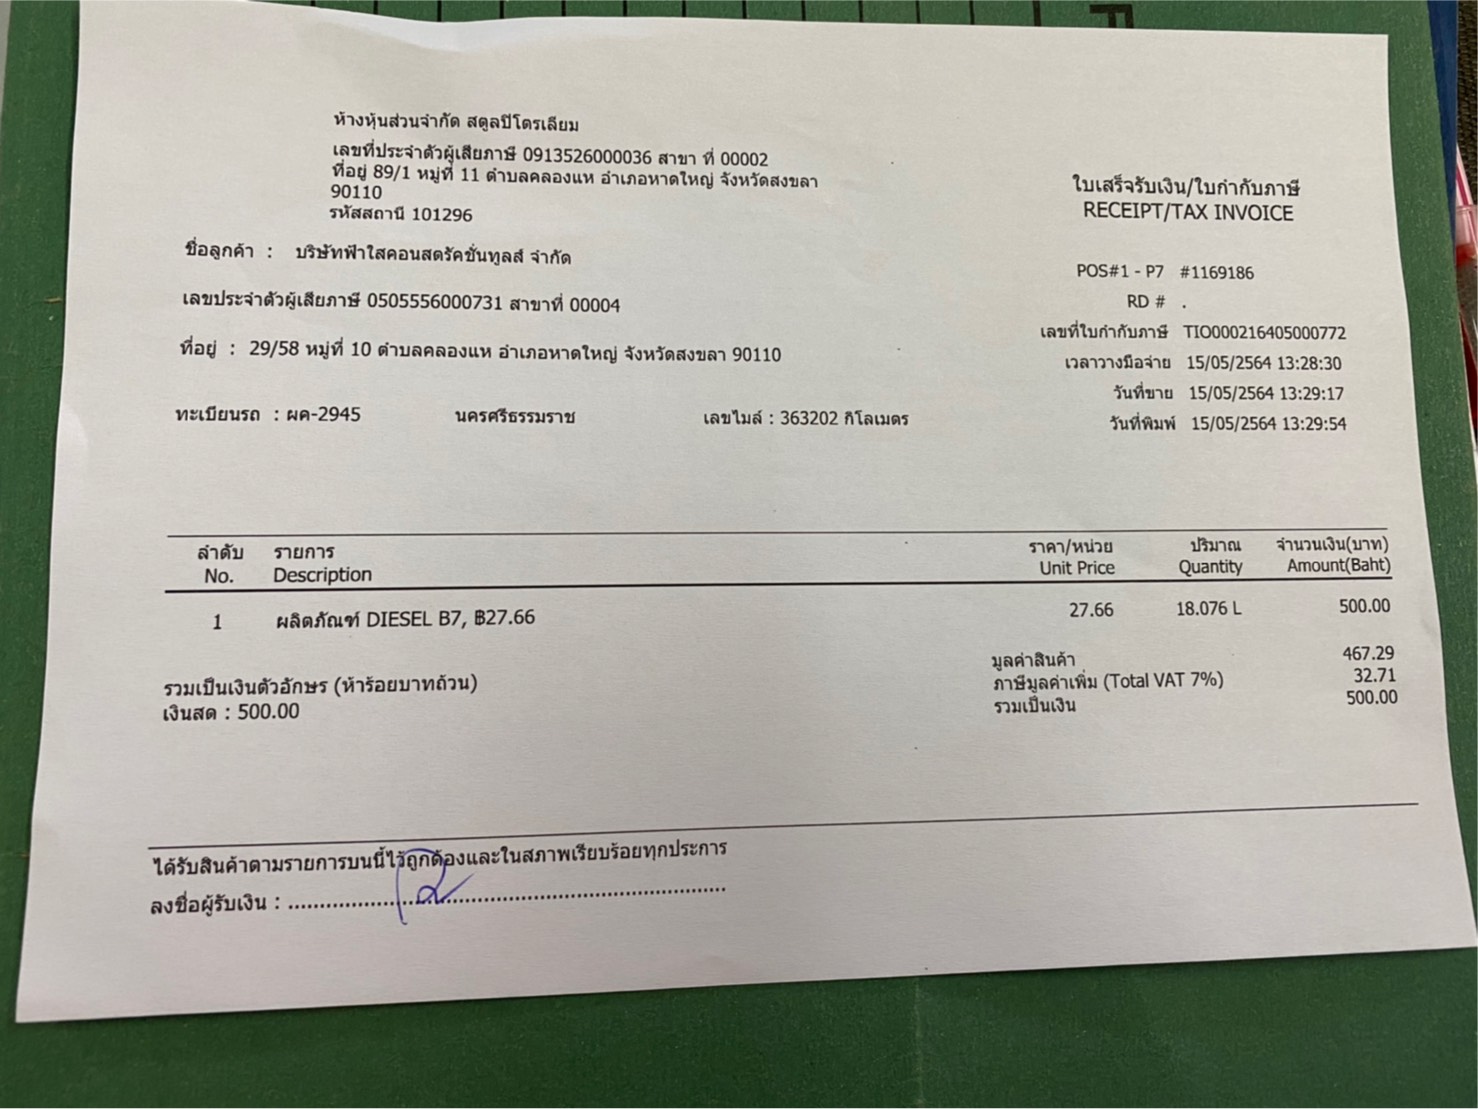 ห้างหุ้นส่วนจำกัด สตูลปิโตรเลียม
เลขที่ประจำตัวผู้เสียภาษี 0913526000036 สาขา ที่ 00002
ที่อยู่ 89/1 หมู่ที่ 11 ตำบลคลองแห อำเภอหาดใหญ่ จังหวัดสงขลา
90110
รหัสสถานี 101296
ใบเสร็จรับเงิน/ใบกำกับภาษี
RECEIPT/TAX INVOICE
ชื่อลูกค้า : บริษัทฟ้าใสคอนสตรัคชั่นทูลส์ จำกัด
เลขประจำตัวผู้เสียภาษี 0505556000731 สาขาที่ 00004
ที่อยู่ : 29/58 หมู่ที่ 10 ตำบลคลองแห อำเภอหาดใหญ่ จังหวัดสงขลา 90110
ทะเบียนรถ : ผค-2945 นครศรีธรรมราช เลขไมล์ : 363202 กิโลเมตร
POS#1 - P7 #1169186
RD # .
เลขที่ใบกำกับภาษี TIO000216405000772
เวลาวางมือจ่าย 15/05/2564 13:28:30
วันที่ขาย 15/05/2564 13:29:17
วันที่พิมพ์ 15/05/2564 13:29:54
ลำดับ รายการ ราคา/หน่วย ปริมาณ จำนวนเงิน(บาท)
No. Description Unit Price Quantity Amount(Baht)
1 ผลิตภัณฑ์ DIESEL B7, ฿27.66 27.66 18.076 L 500.00
มูลค่าสินค้า 467.29
ภาษีมูลค่าเพิ่ม (Total VAT 7%) 32.71
รวมเป็นเงิน 500.00
รวมเป็นเงินตัวอักษร (ห้าร้อยบาทถ้วน)
เงินสด : 500.00
ได้รับสินค้าตามรายการบนนี้ไว้ถูกต้องและในสภาพเรียบร้อยทุกประการ
ลงชื่อผู้รับเงิน : ........................................................................